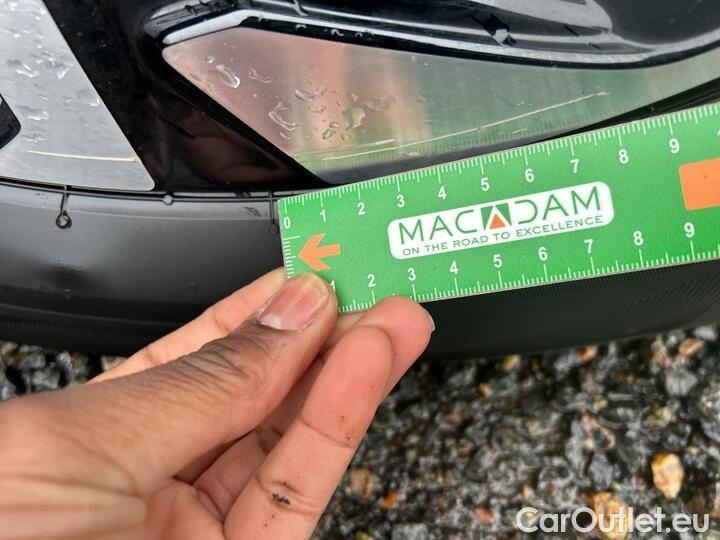 0 1 2 3 4 5 6 7 8 9
MACADAM
ON THE ROAD TO EXCELLENCE
1 2 3 4 5 6 7 8 9
CarOutlet.eu